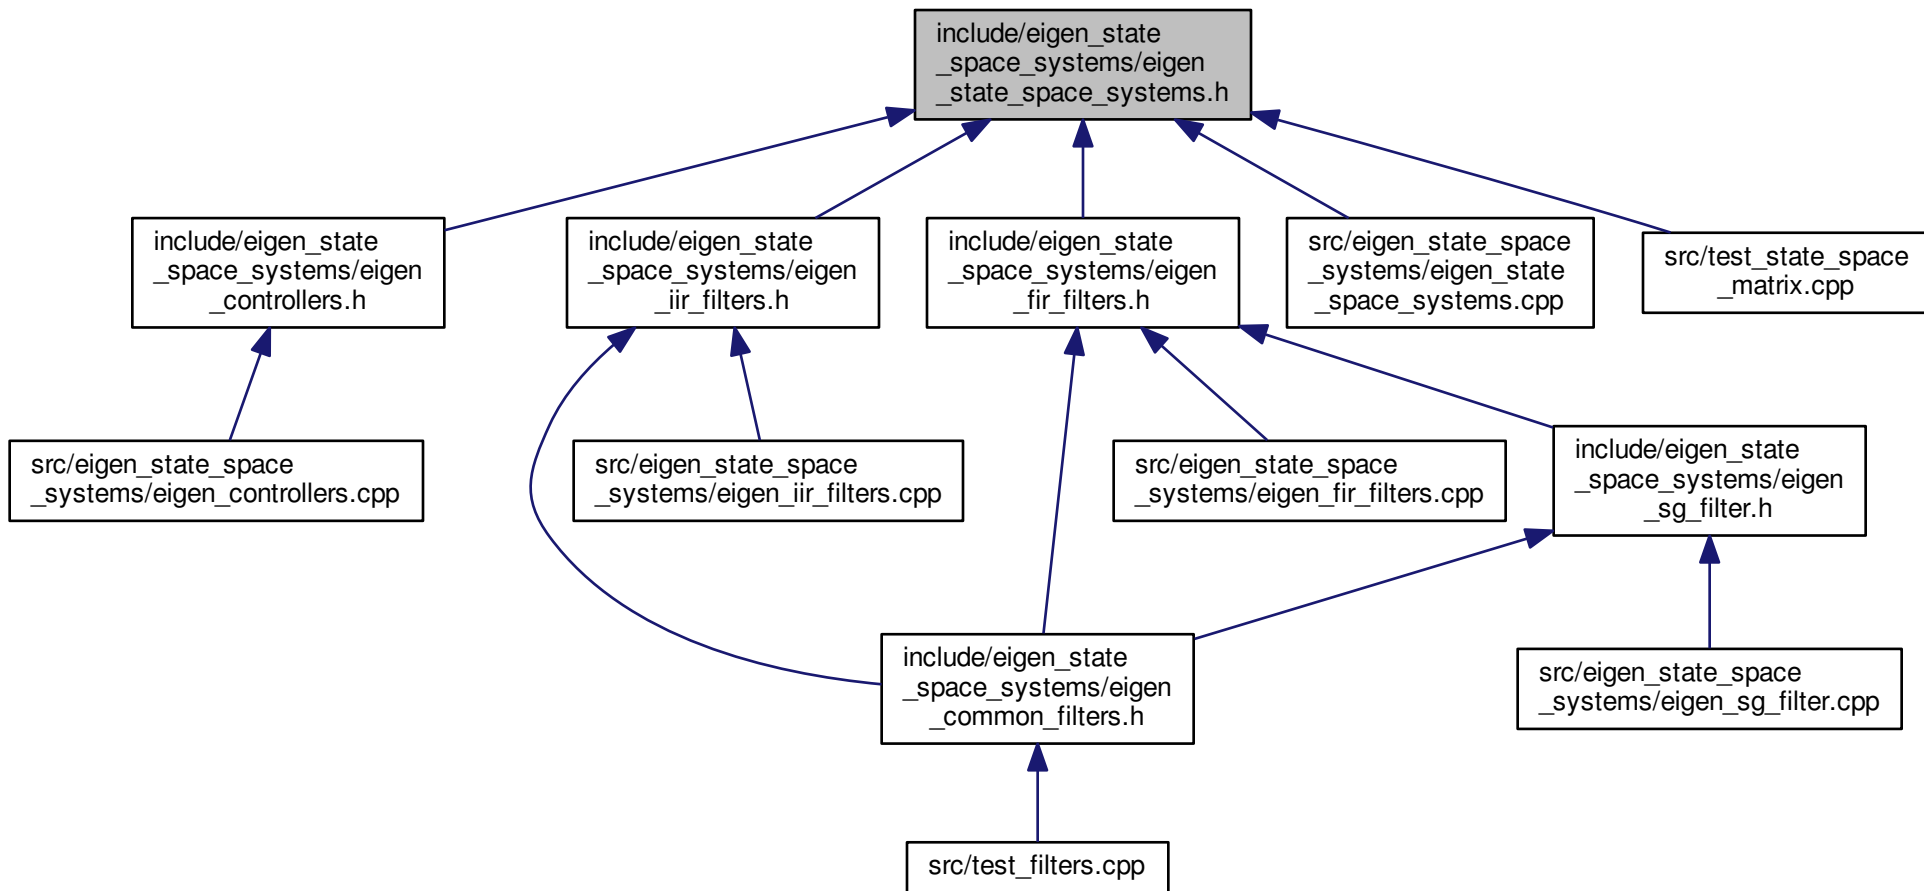 include/eigen_state
_space_systems/eigen
_state_space_systems.h
include/eigen_state
_space_systems/eigen
_controllers.h
include/eigen_state
_space_systems/eigen
_iir_filters.h
include/eigen_state
_space_systems/eigen
_fir_filters.h
src/eigen_state_space
_systems/eigen_state
_space_systems.cpp
src/test_state_space
_matrix.cpp
src/eigen_state_space
_systems/eigen_controllers.cpp
src/eigen_state_space
_systems/eigen_iir_filters.cpp
src/eigen_state_space
_systems/eigen_fir_filters.cpp
include/eigen_state
_space_systems/eigen
_sg_filter.h
include/eigen_state
_space_systems/eigen
_common_filters.h
src/eigen_state_space
_systems/eigen_sg_filter.cpp
src/test_filters.cpp